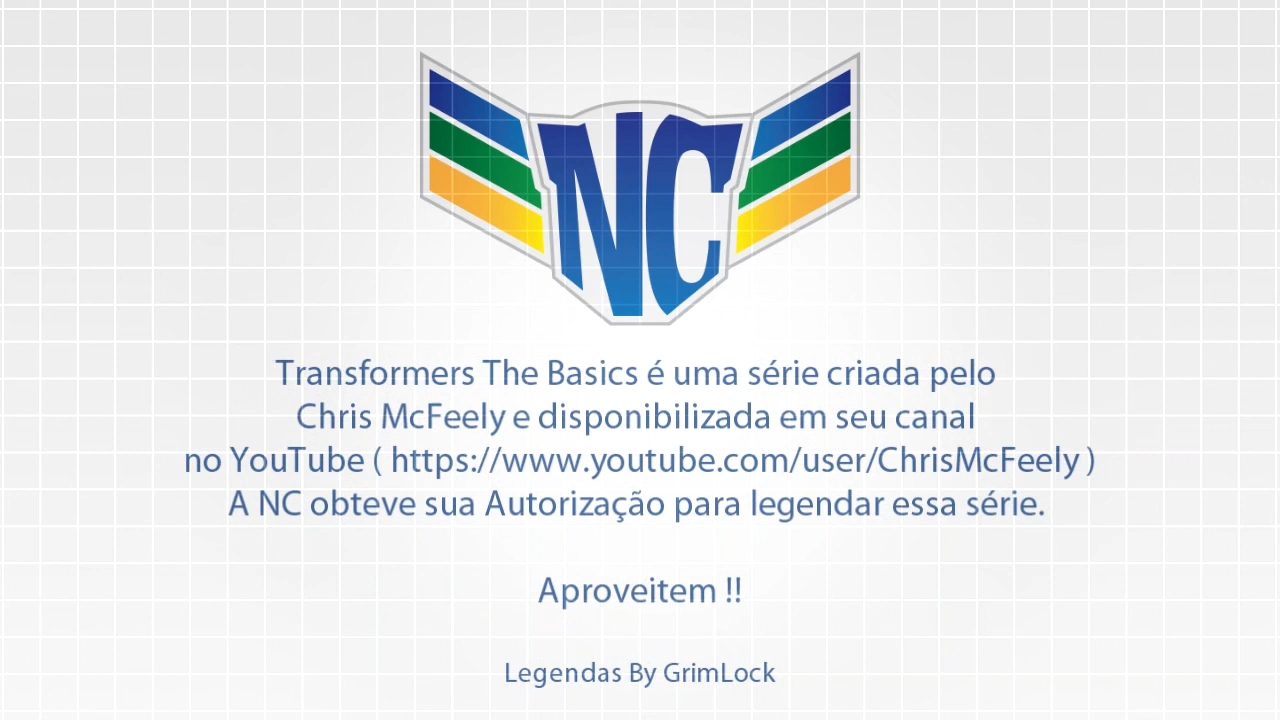 NC
Transformers The Basics é uma série criada pelo
Chris McFeely e disponibilizada em seu canal
no YouTube ( https://www.youtube.com/user/ChrisMcFeely )
A NC obteve sua Autorização para legendar essa série.
Aproveitem !!
Legendas By GrimLock